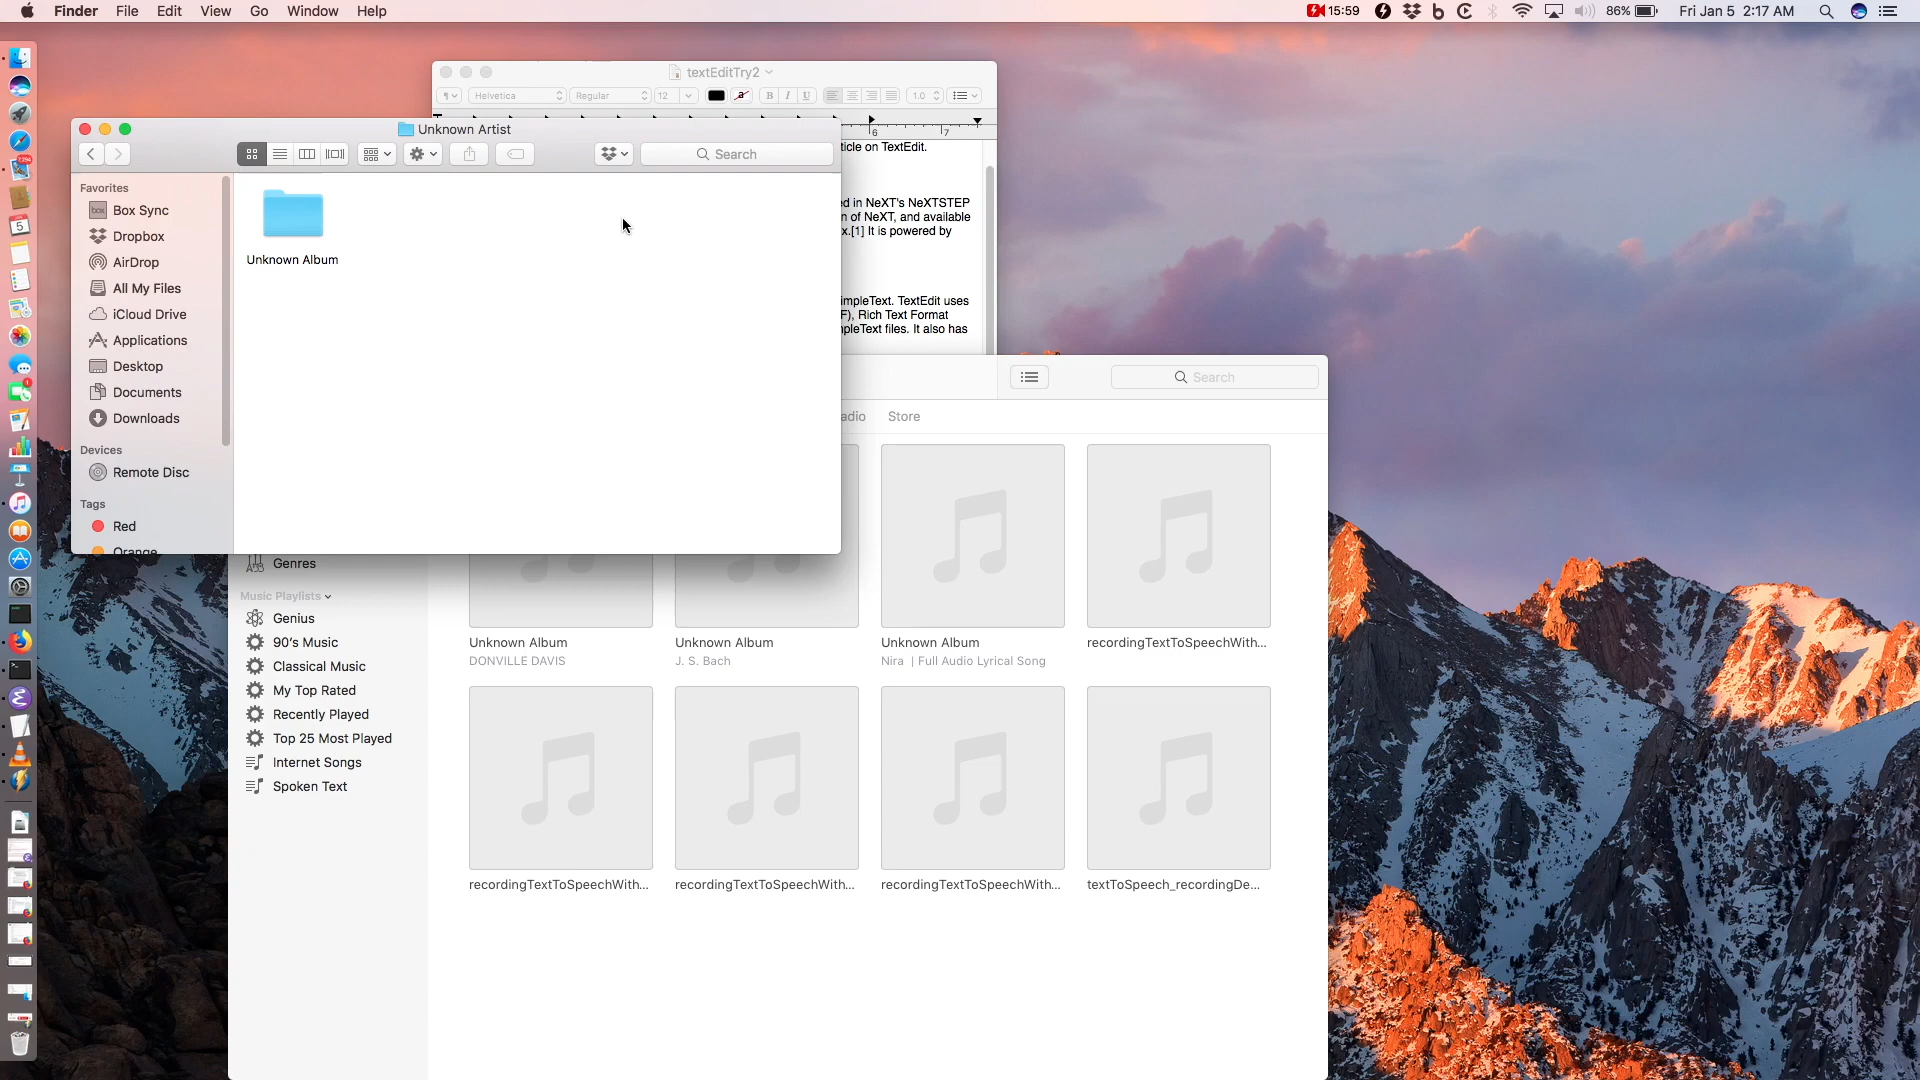 Finder File Edit View Go Window Help
15:59 86% Fri Jan 5 2:17 AM
textEditTry2
Helvetica Regular 12 B I U 1.0
6 7
Unknown Artist
Search
Favorites
Box Sync
Dropbox
AirDrop
All My Files
iCloud Drive
Applications
Desktop
Documents
Downloads
Devices
Remote Disc
Tags
Red
Orange
Unknown Album
ticle on TextEdit.
ed in NeXT's NeXTSTEP
n of NeXT, and available
x.[1] It is powered by
impleText. TextEdit uses
F), Rich Text Format
npleText files. It also has
Search
adio Store
Genres
Music Playlists
Genius
90's Music
Classical Music
My Top Rated
Recently Played
Top 25 Most Played
Internet Songs
Spoken Text
Unknown Album
DONVILLE DAVIS
Unknown Album
J. S. Bach
Unknown Album
Nira | Full Audio Lyrical Song
recordingTextToSpeechWith...
recordingTextToSpeechWith...
recordingTextToSpeechWith...
recordingTextToSpeechWith...
textToSpeech_recordingDe...